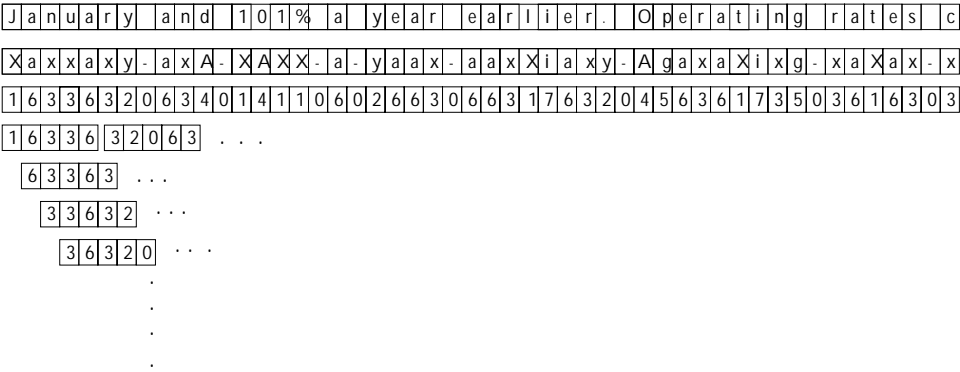 January and 101% a year earlier. Operating rates c
Xaxxaxy-axA-XAXX-a-yaax-aaxXiaxy-AgaxaXixg-xaXax-x
16336320634014110602663066317632045636173503616303
16336 32063 . . .
63363 ...
33632 ...
36320 ...
.
.
.
.